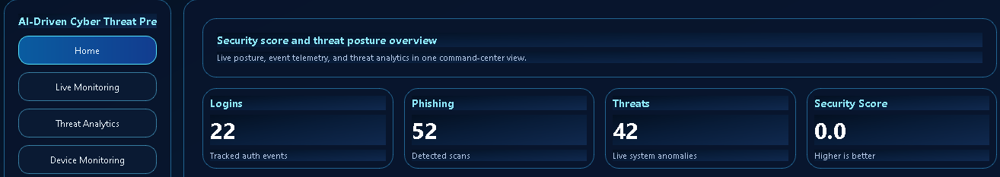 AI-Driven Cyber Threat Pre
Home
Live Monitoring
Threat Analytics
Device Monitoring
Security score and threat posture overview
Live posture, event telemetry, and threat analytics in one command-center view.
Logins
22
Tracked auth events
Phishing
52
Detected scans
Threats
42
Live system anomalies
Security Score
0.0
Higher is better